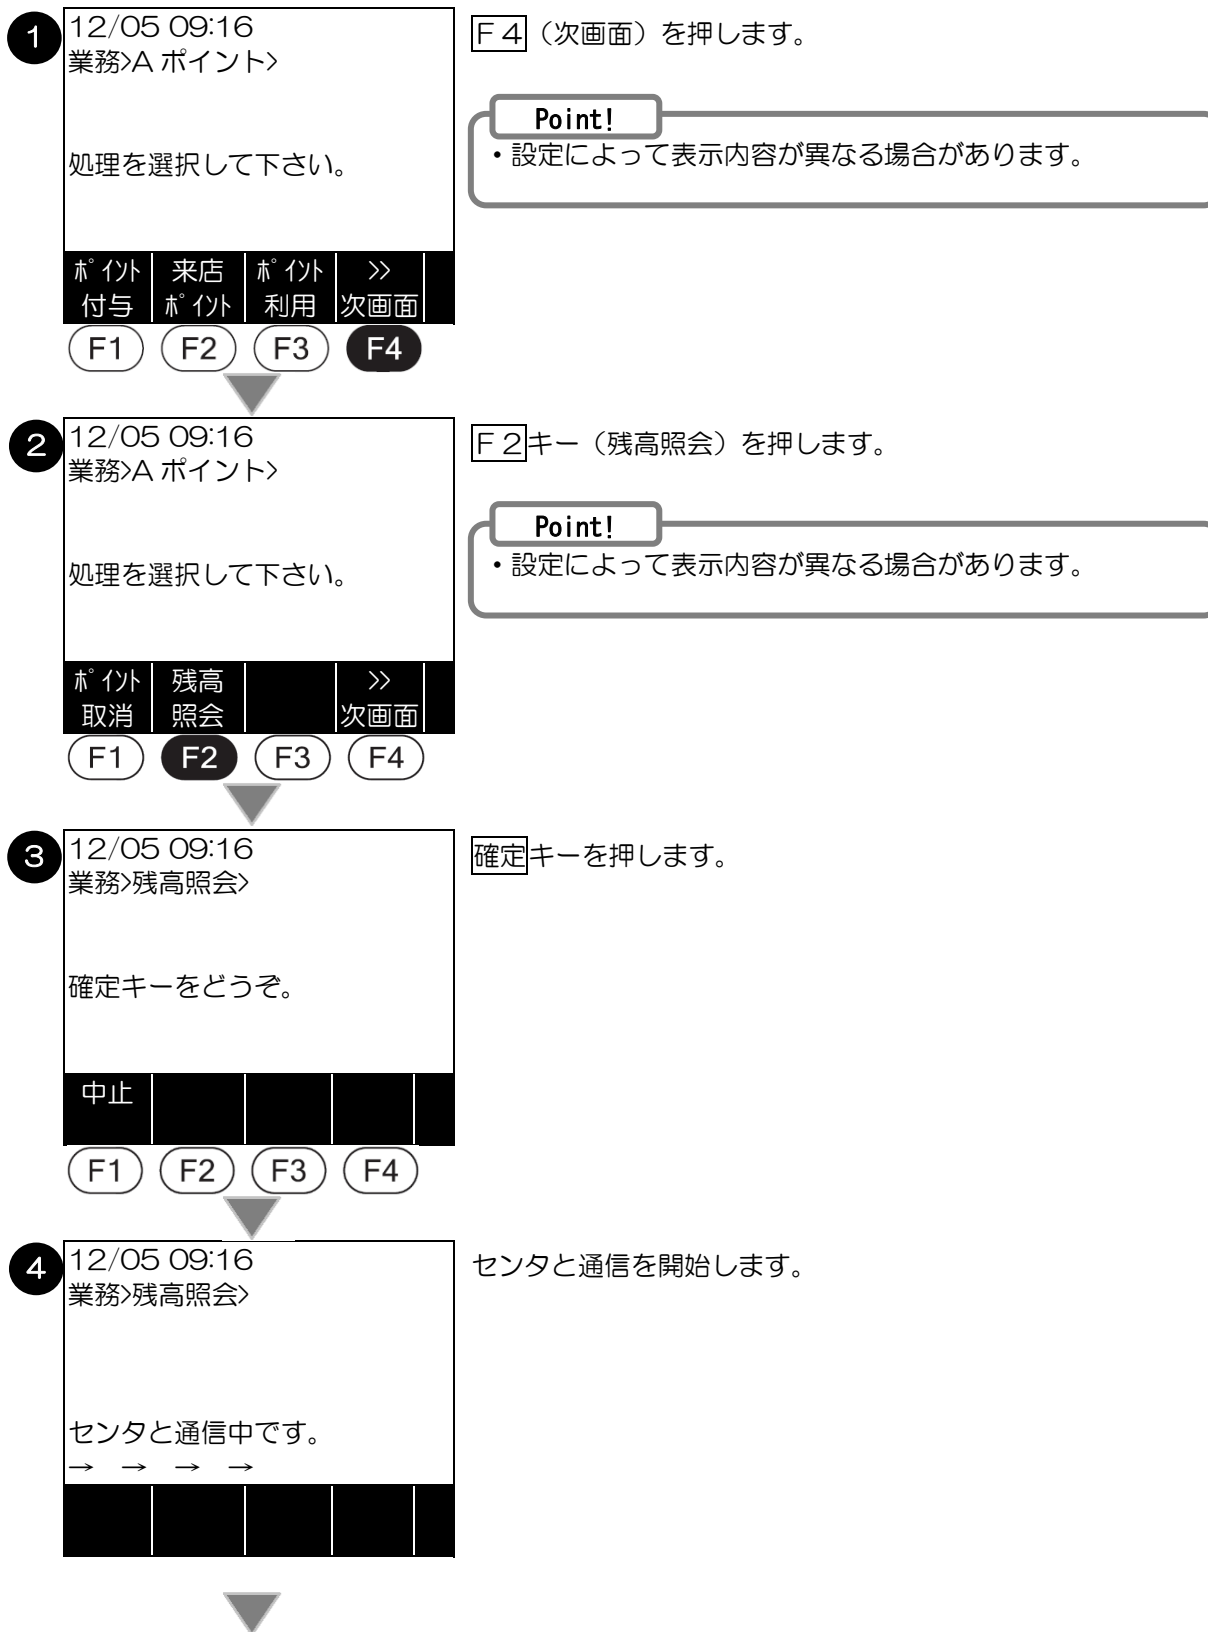 1
12/05 09:16
業務>A ポイント>
処理を選択して下さい。
ﾎﾟｲﾝﾄ 来店 ﾎﾟｲﾝﾄ >>
付与 ﾎﾟｲﾝﾄ 利用 次画面
F1 F2 F3 F4
F４（次画面）を押します。
Point!
・設定によって表示内容が異なる場合があります。
2
12/05 09:16
業務>A ポイント>
処理を選択して下さい。
ﾎﾟｲﾝﾄ 残高 >>
取消 照会 次画面
F1 F2 F3 F4
F２キー（残高照会）を押します。
Point!
・設定によって表示内容が異なる場合があります。
3
12/05 09:16
業務>残高照会>
確定キーをどうぞ。
中止
F1 F2 F3 F4
確定キーを押します。
4
12/05 09:16
業務>残高照会>
センタと通信中です。
→ → → →
センタと通信を開始します。